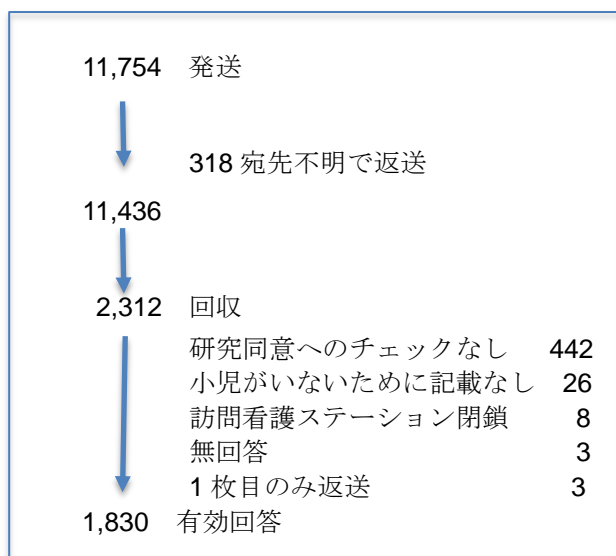 11,754 発送
318 宛先不明で返送
11,436
2,312 回収
研究同意へのチェックなし 442
小児がいないために記載なし 26
訪問看護ステーション閉鎖 8
無回答 3
1 枚目のみ返送 3
1,830 有効回答